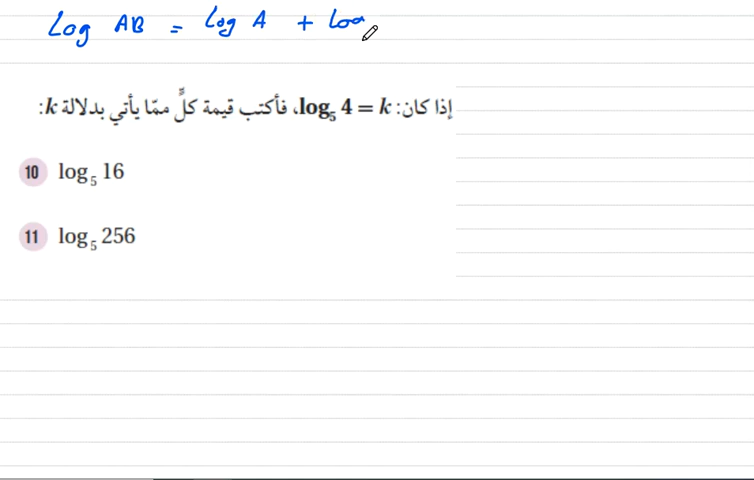 Log AB = Log A + Log
إذا كان: log₅ 4 = k، فأكتب قيمة كلٍّ ممّا يأتي بدلالة k:
10 log₅ 16
11 log₅ 256